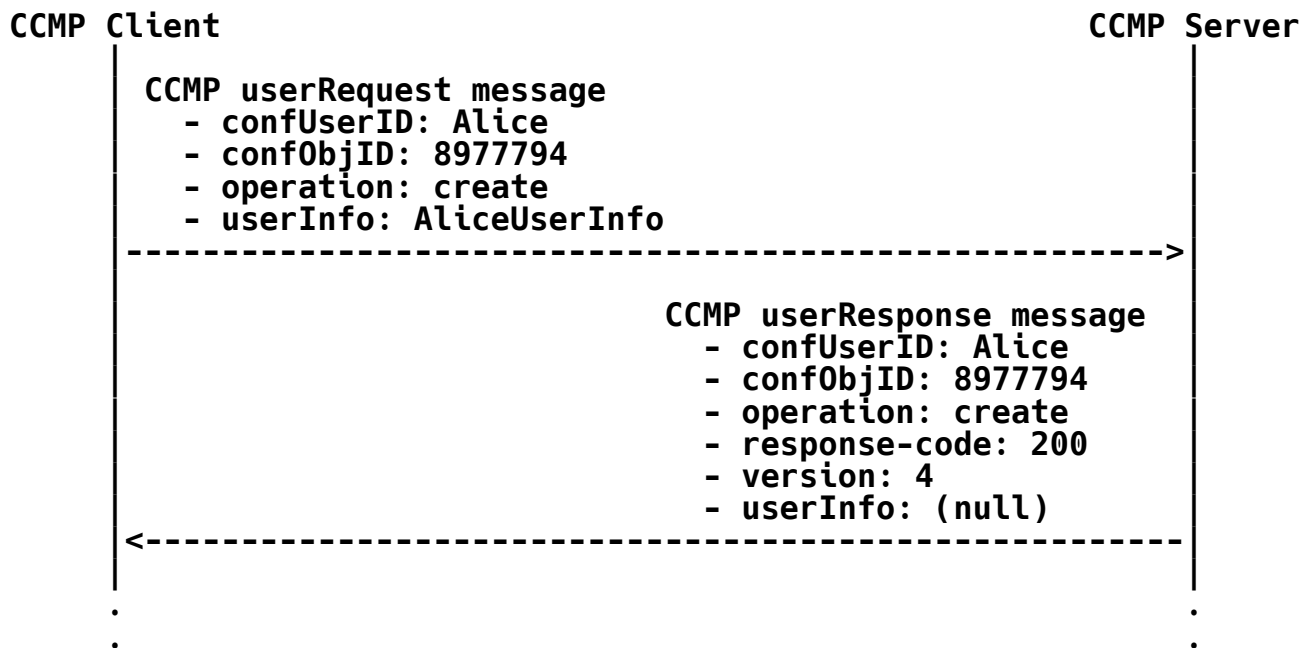 CCMP Client CCMP Server
CCMP userRequest message
- confUserID: Alice
- confObjID: 8977794
- operation: create
- userInfo: AliceUserInfo
------------------------------------------------------>
CCMP userResponse message
- confUserID: Alice
- confObjID: 8977794
- operation: create
- response-code: 200
- version: 4
- userInfo: (null)
<------------------------------------------------------
. .
. .